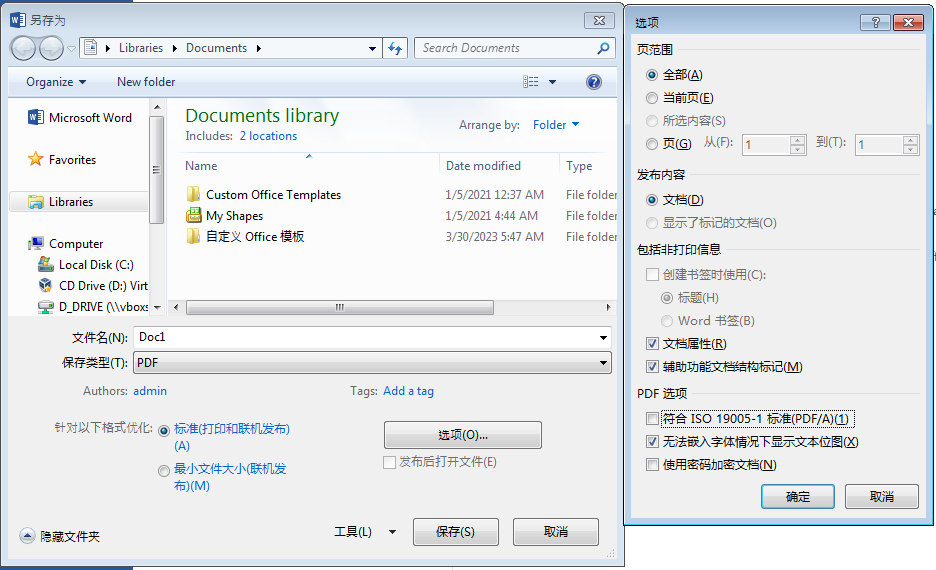 另存为
Libraries
Documents
Search Documents
Organize
New folder
Microsoft Word
Favorites
Libraries
Computer
Local Disk (C:)
CD Drive (D:) Virt
D_DRIVE (\\vboxs
Documents library
Includes: 2 locations
Arrange by: Folder
Name Date modified Type
Custom Office Templates 1/5/2021 12:37 AM File folder
My Shapes 1/5/2021 4:44 AM File folder
自定义 Office 模板 3/30/2023 5:47 AM File folder
文件名(N): Doc1
保存类型(T): PDF
Authors: admin Tags: Add a tag
针对以下格式优化:
标准(打印和联机发布)
(A)
最小文件大小(联机发
布)(M)
选项(O)...
发布后打开文件(E)
隐藏文件夹
工具(L)
保存(S)
取消
选项
页范围
全部(A)
当前页(E)
所选内容(S)
页(G) 从(F): 1 到(T): 1
发布内容
文档(D)
显示了标记的文档(O)
包括非打印信息
创建书签时使用(C):
标题(H)
Word 书签(B)
文档属性(R)
辅助功能文档结构标记(M)
PDF 选项
符合 ISO 19005-1 标准(PDF/A)(1)
无法嵌入字体情况下显示文本位图(X)
使用密码加密文档(N)
确定
取消